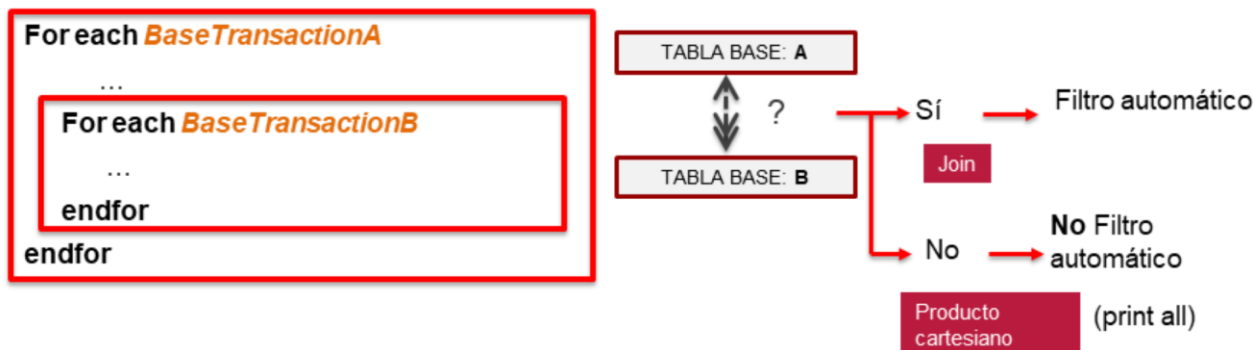 For each BaseTransactionA
...
For each BaseTransactionB
...
endfor
endfor
TABLA BASE: A
?
TABLA BASE: B
Sí
Filtro automático
Join
No
No Filtro
automático
Producto
cartesiano
(print all)